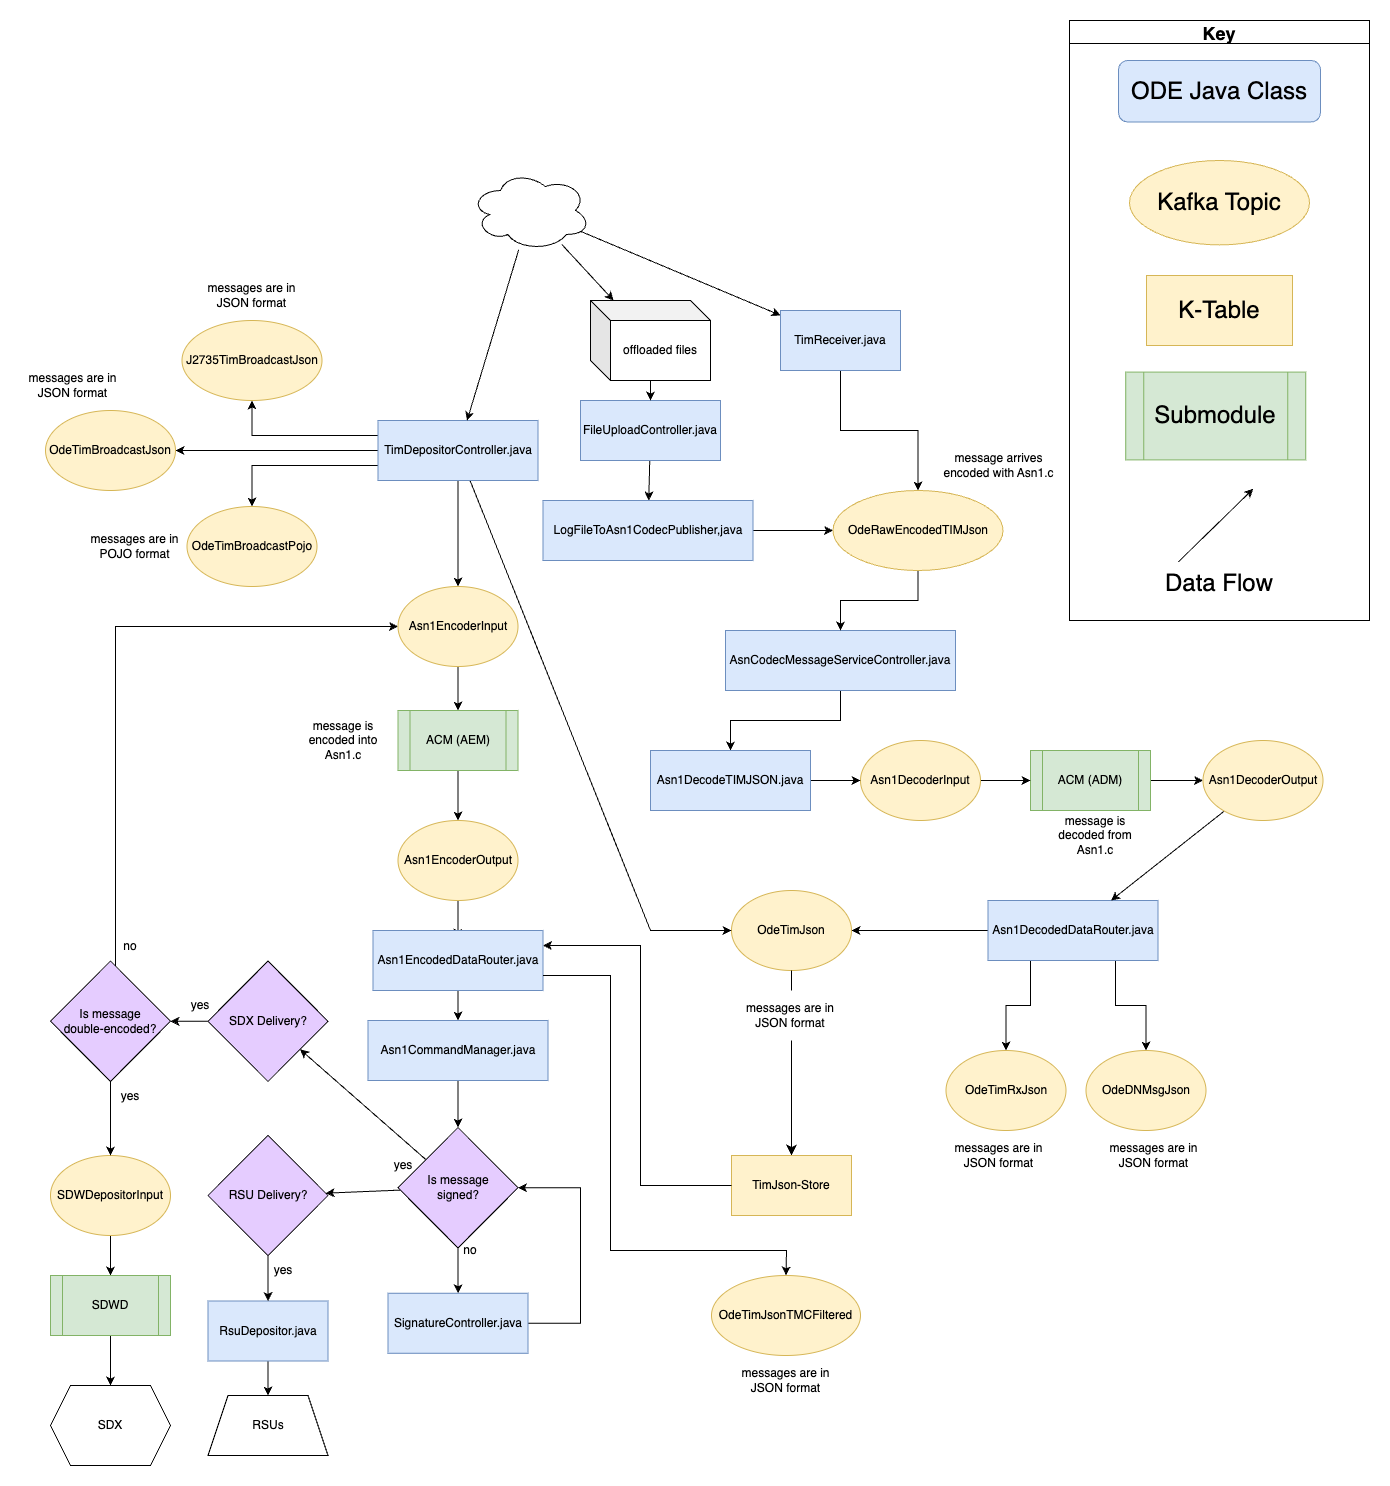 Key
ODE Java Class
Kafka Topic
K-Table
Submodule
Data Flow
messages are in
JSON format
J2735TimBroadcastJson
messages are in
JSON format
OdeTimBroadcastJson
messages are in
POJO format
OdeTimBroadcastPojo
TimDepositorController.java
offloaded files
TimReceiver.java
FileUploadController.java
LogFileToAsn1CodecPublisher,java
message arrives
encoded with Asn1.c
OdeRawEncodedTIMJson
Asn1EncoderInput
AsnCodecMessageServiceController.java
message is
encoded into
Asn1.c
ACM (AEM)
Asn1DecodeTIMJSON.java
Asn1DecoderInput
ACM (ADM)
Asn1DecoderOutput
message is
decoded from
Asn1.c
Asn1EncoderOutput
OdeTimJson
Asn1DecodedDataRouter.java
no
Asn1EncodedDataRouter.java
Is message
double-encoded?
yes
SDX Delivery?
messages are in
JSON format
Asn1CommandManager.java
yes
OdeTimRxJson
OdeDNMsgJson
messages are in
JSON format
messages are in
JSON format
SDWDepositorInput
RSU Delivery?
yes
Is message
signed?
TimJson-Store
no
yes
SDWD
RsuDepositor.java
SignatureController.java
OdeTimJsonTMCFiltered
messages are in
JSON format
SDX
RSUs